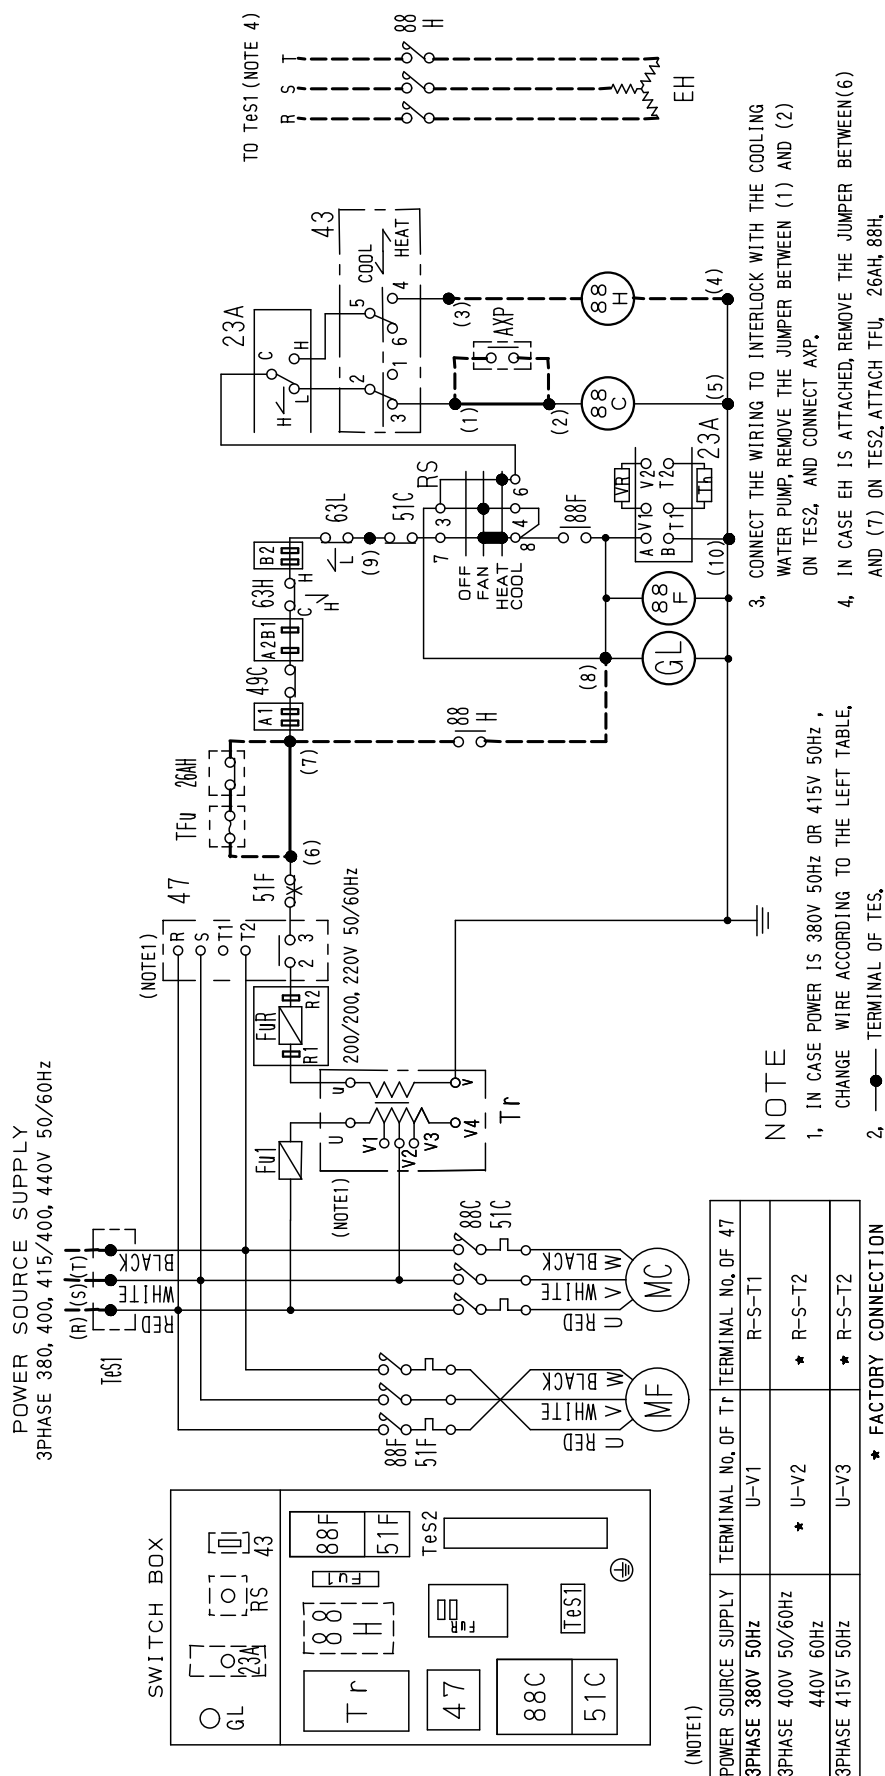 POWER SOURCE SUPPLY
3PHASE 380, 400, 415/400, 440V 50/60Hz
(R) (S) (T)
TeS1
RED WHITE BLACK
(NOTE1)
47
R
S
T1
T2
2 3
51F
(6)
(7)
TFu 26AH
A1
49C
A2B1
63H
C H
H
B2
63L
L
(9)
51C
RS
7 3
8 4 6
OFF
FAN
HEAT
COOL
88F
23A
C
H
L
H
43
COOL
HEAT
5
2
6 4
3 1
(3)
(1)
AXP
(2)
88H
88C
(4)
(5)
TO TeS1 (NOTE 4)
R S T
88H
EH
VR
V1 V2
A
B
T1 T2
Th
23A
(10)
88F
GL
(8)
88H
FuR
R1 R2
200/200, 220V 50/60Hz
Fu1
U u
V1
V2
V3
V4
v
Tr
(NOTE1)
88C
51C
RED WHITE BLACK
U V W
MC
88F
51F
RED WHITE BLACK
U V W
MF
SWITCH BOX
GL
23A
RS
43
Tr
88H
Fu1
88F
51F
47
FuR
Tes2
88C
51C
TeS1
(NOTE1)
POWER SOURCE SUPPLY TERMINAL No. OF Tr TERMINAL No. OF 47
3PHASE 380V 50Hz U-V1 R-S-T1
3PHASE 400V 50/60Hz
440V 60Hz ★ U-V2 ★ R-S-T2
3PHASE 415V 50Hz U-V3 ★ R-S-T2
★ FACTORY CONNECTION
NOTE
1, IN CASE POWER IS 380V 50Hz OR 415V 50Hz ,
CHANGE WIRE ACCORDING TO THE LEFT TABLE.
2, TERMINAL OF TES.
3, CONNECT THE WIRING TO INTERLOCK WITH THE COOLING
WATER PUMP, REMOVE THE JUMPER BETWEEN (1) AND (2)
ON TES2, AND CONNECT AXP.
4, IN CASE EH IS ATTACHED, REMOVE THE JUMPER BETWEEN(6)
AND (7) ON TES2, ATTACH TFU, 26AH, 88H.